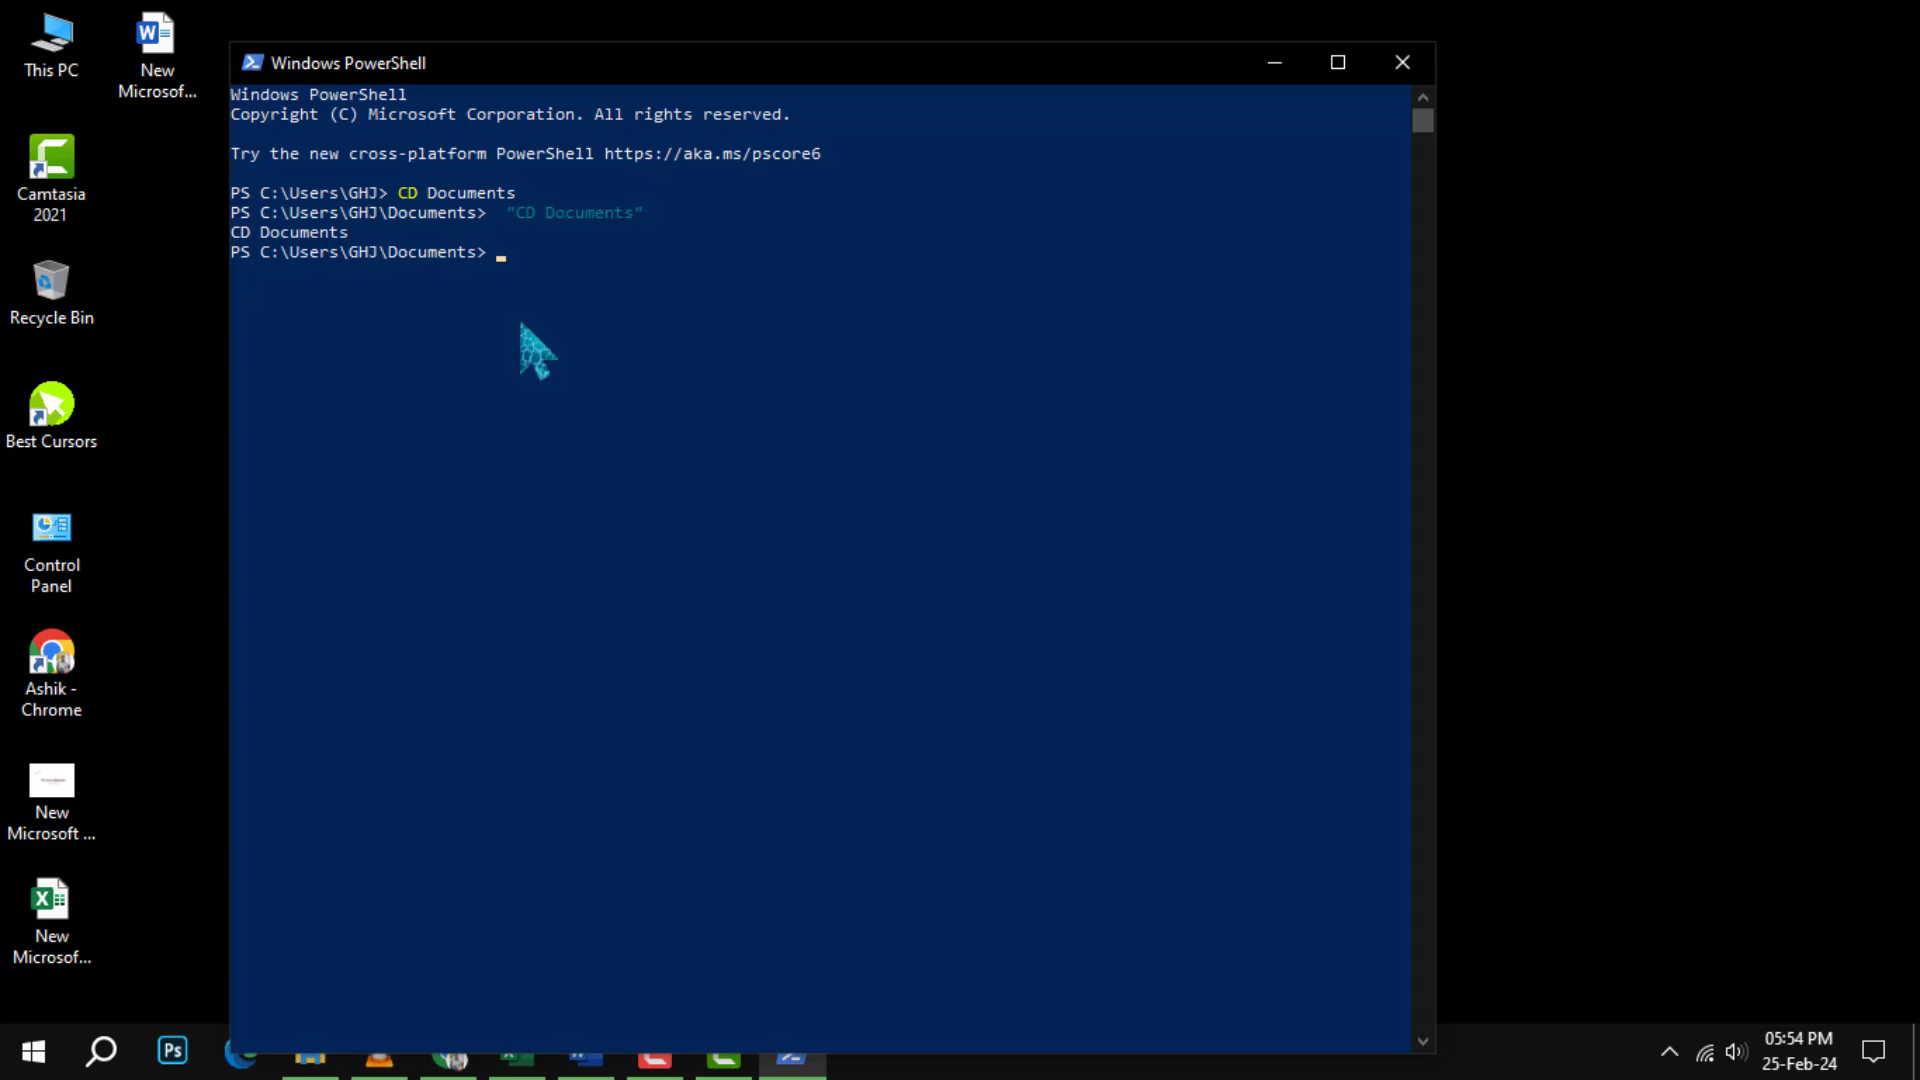 This PC
New
Microsof...
Camtasia
2021
Recycle Bin
Best Cursors
Control
Panel
Ashik -
Chrome
New
Microsoft ...
New
Microsof...
Windows PowerShell
Windows PowerShell
Copyright (C) Microsoft Corporation. All rights reserved.
Try the new cross-platform PowerShell https://aka.ms/pscore6
PS C:\Users\GHJ> CD Documents
PS C:\Users\GHJ\Documents>  "CD Documents"
CD Documents
PS C:\Users\GHJ\Documents>
Ps
05:54 PM
25-Feb-24